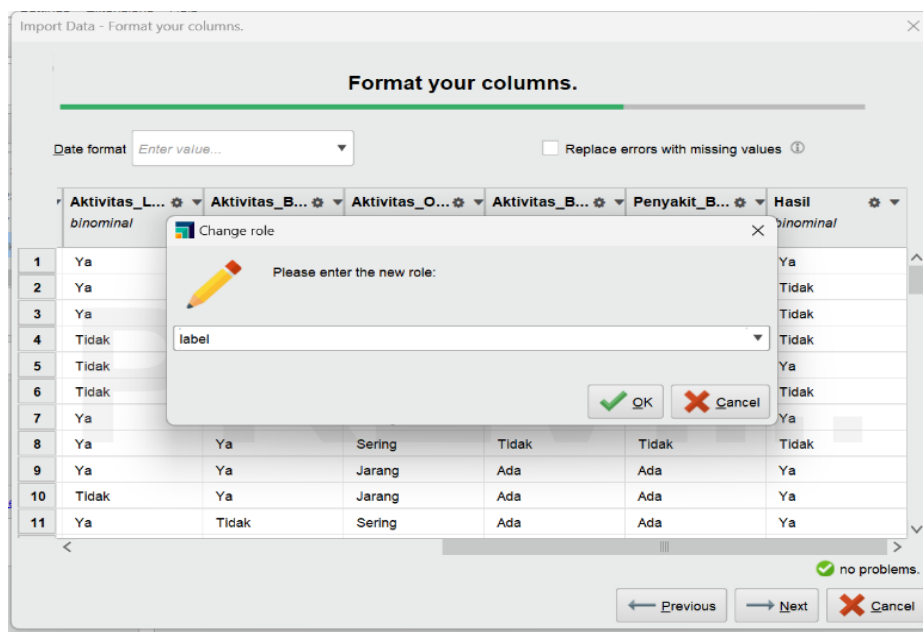 Import Data - Format your columns.
Format your columns.
Date format Enter value... Replace errors with missing values
Aktivitas_L... Aktivitas_B... Aktivitas_O... Aktivitas_B... Penyakit_B... Hasil
binominal binominal
Change role
Please enter the new role:
label
OK Cancel
1 Ya Ya
2 Ya Tidak
3 Ya Tidak
4 Tidak Tidak
5 Tidak Ya
6 Tidak Tidak
7 Ya Ya
8 Ya Ya Sering Tidak Tidak Tidak
9 Ya Ya Jarang Ada Ada Ya
10 Tidak Ya Jarang Ada Ada Ya
11 Ya Tidak Sering Ada Ada Ya
no problems.
Previous Next Cancel